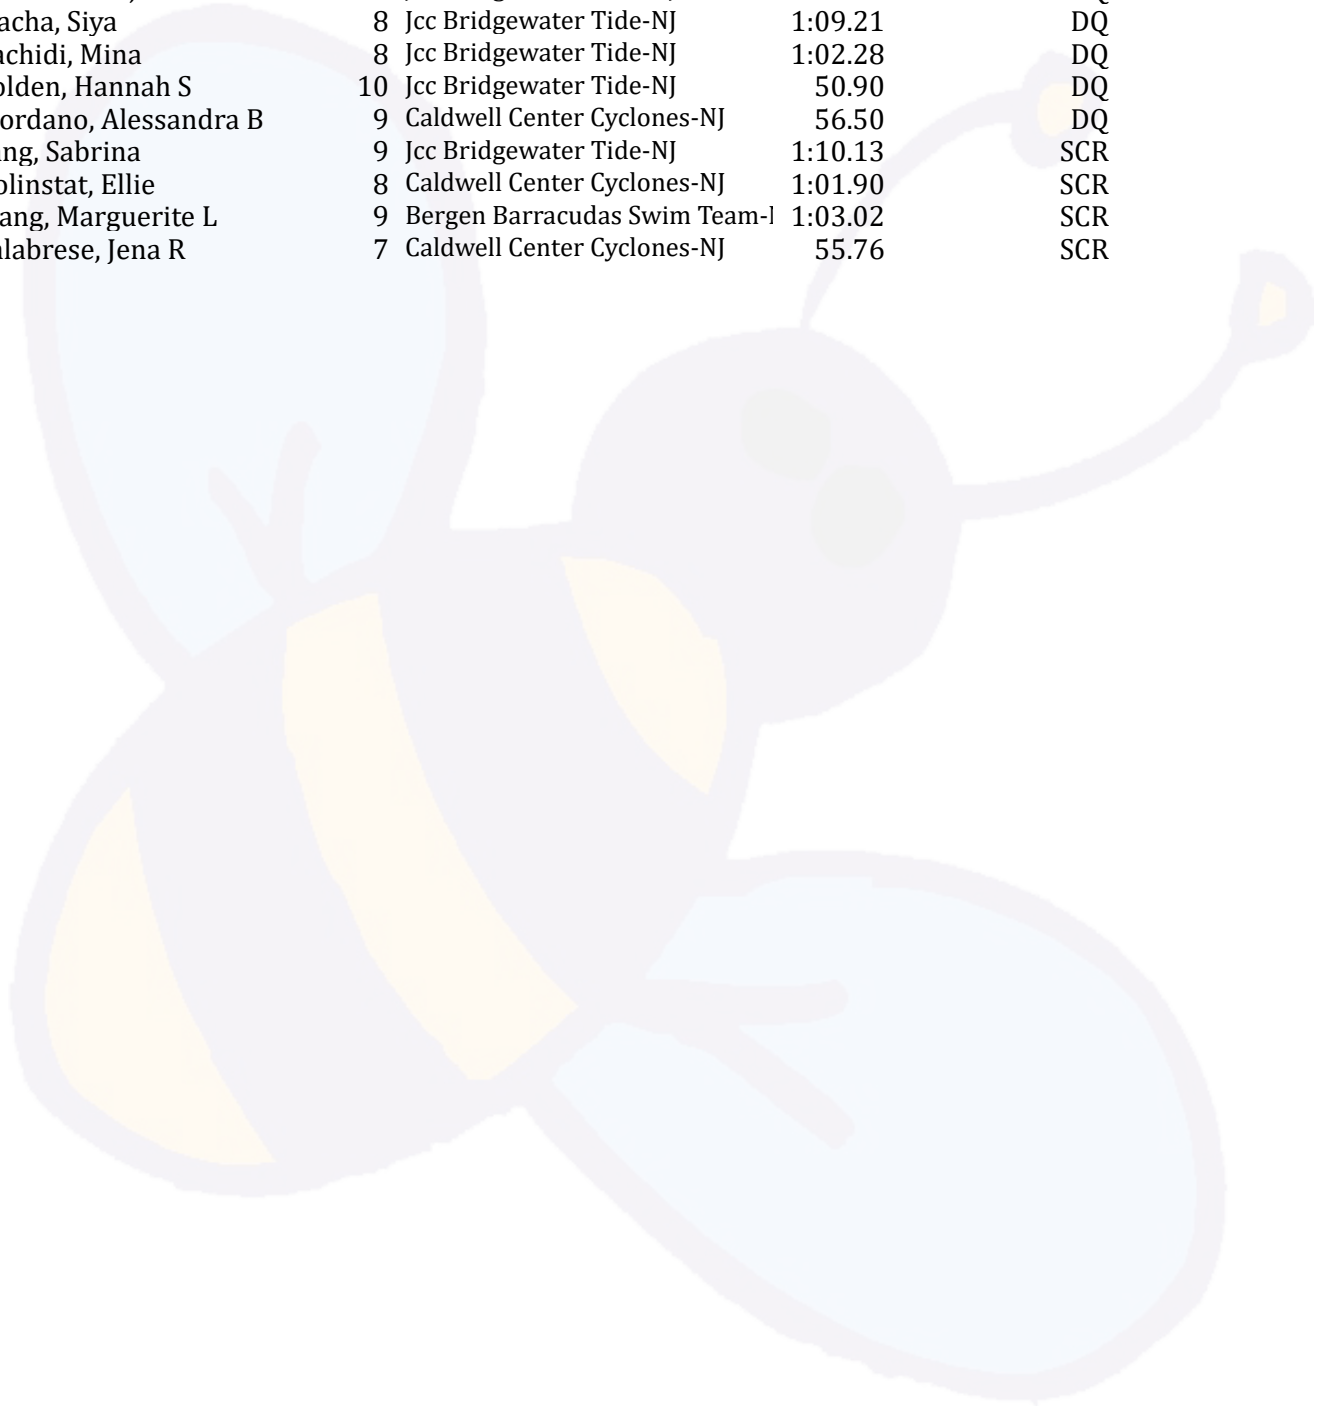 acha, Siya 8 Jcc Bridgewater Tide-NJ 1:09.21 DQ
achidi, Mina 8 Jcc Bridgewater Tide-NJ 1:02.28 DQ
olden, Hannah S 10 Jcc Bridgewater Tide-NJ 50.90 DQ
ordano, Alessandra B 9 Caldwell Center Cyclones-NJ 56.50 DQ
ng, Sabrina 9 Jcc Bridgewater Tide-NJ 1:10.13 SCR
olinstat, Ellie 8 Caldwell Center Cyclones-NJ 1:01.90 SCR
ang, Marguerite L 9 Bergen Barracudas Swim Team- 1:03.02 SCR
labrese, Jena R 7 Caldwell Center Cyclones-NJ 55.76 SCR